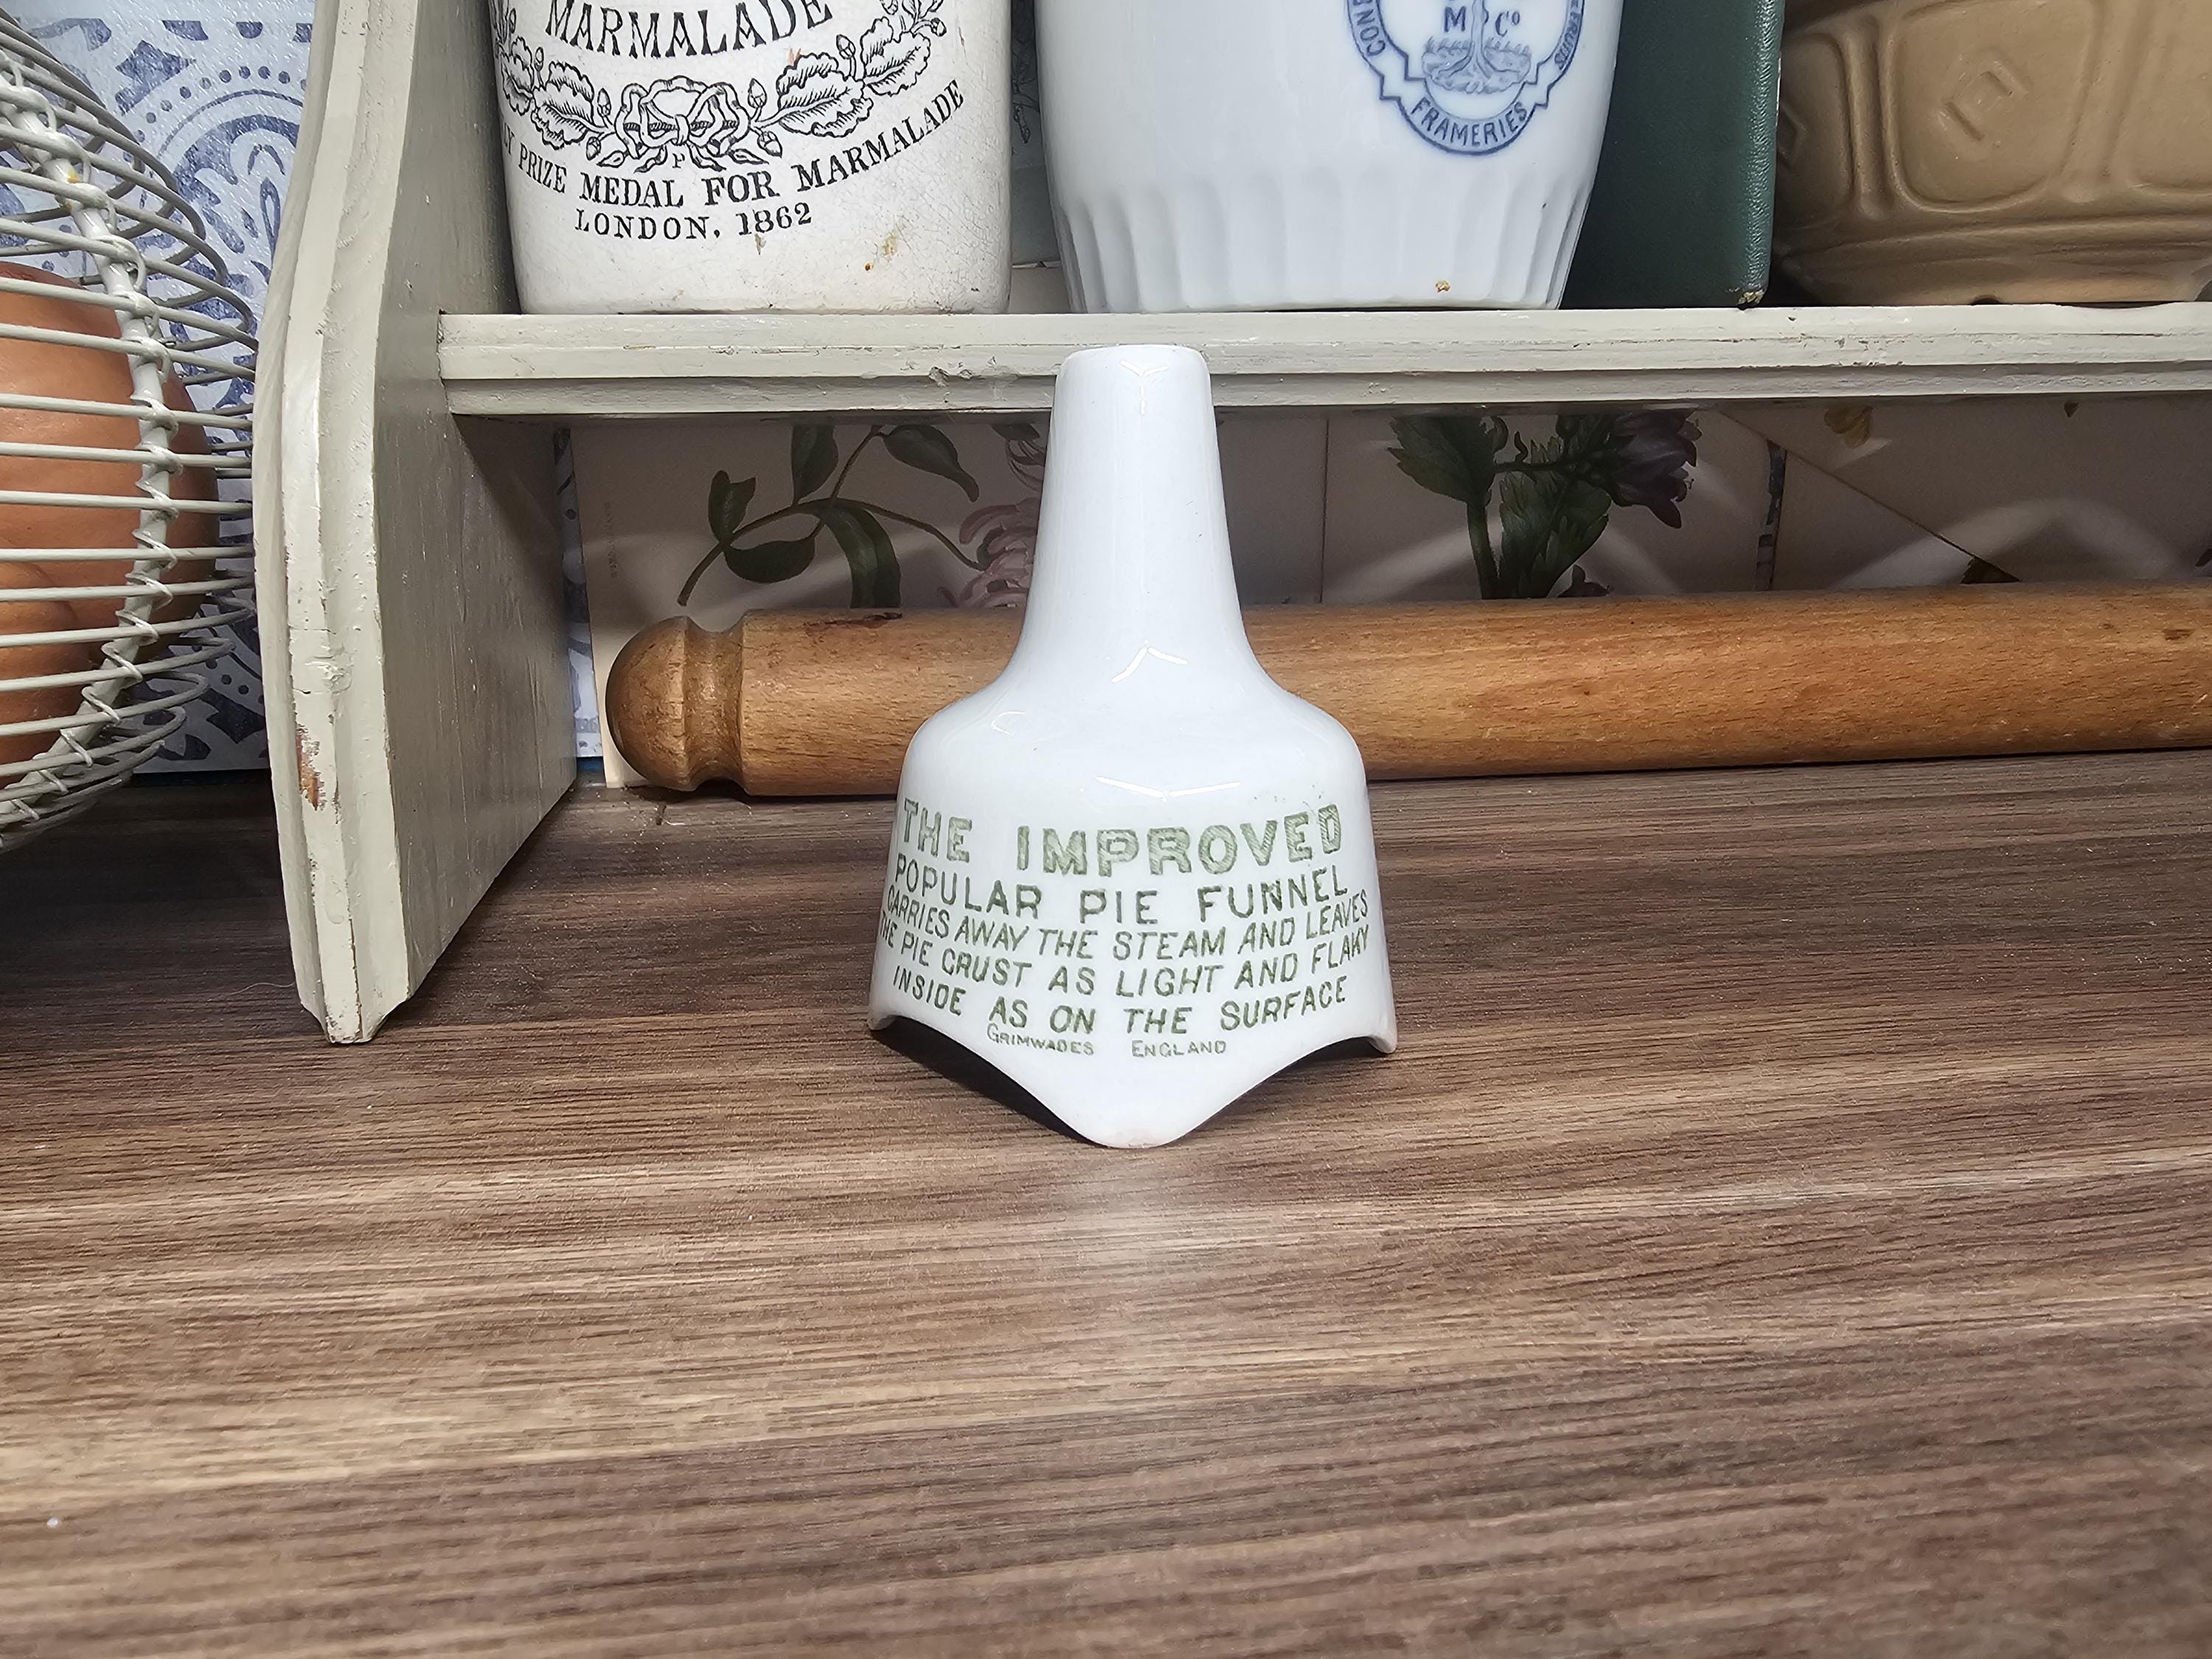 MARMALADE
PRIZE MEDAL FOR MARMALADE
LONDON, 1862
M Co
FRAMERIES
THE IMPROVED
POPULAR PIE FUNNEL
CARRIES AWAY THE STEAM AND LEAVES
THE PIE CRUST AS LIGHT AND FLAKY
INSIDE AS ON THE SURFACE
GRIMWADES ENGLAND